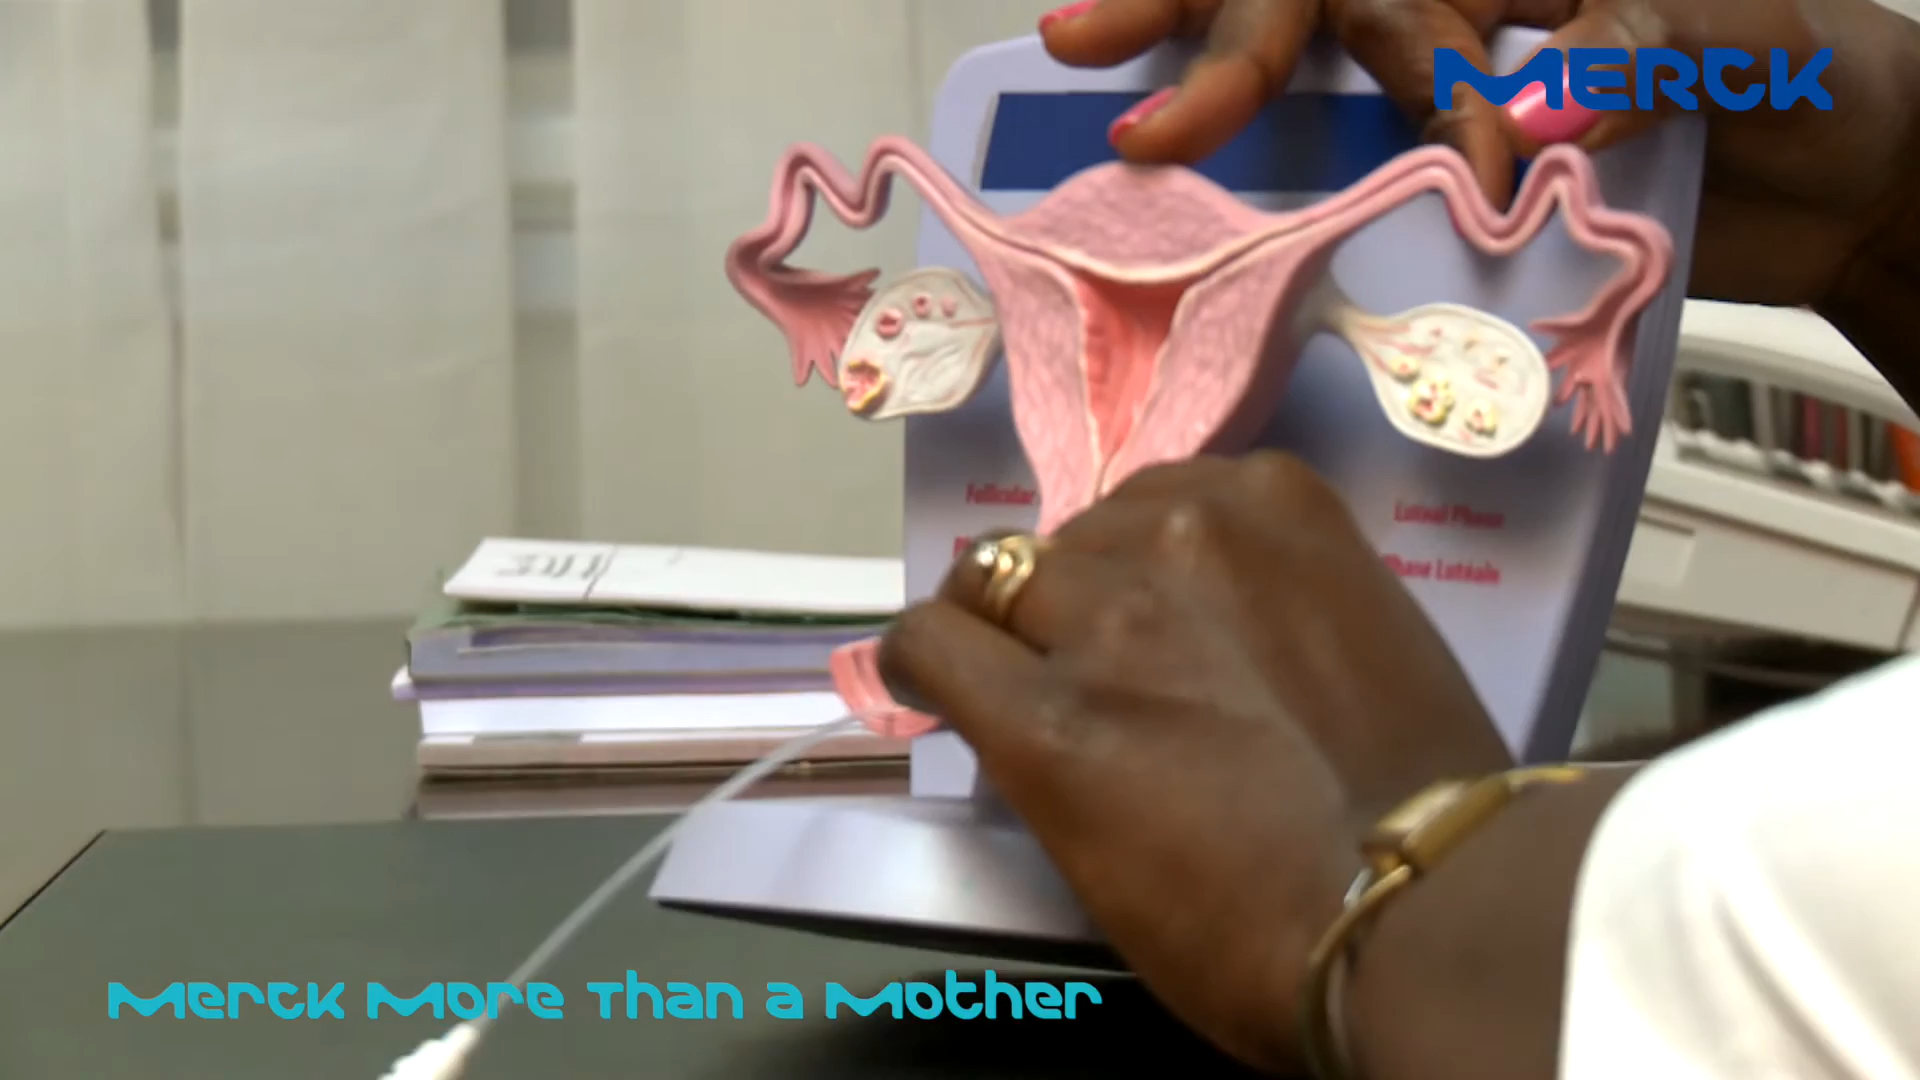 MERCK
Follicular
Luteal Phase
Phase Lutéale
Merck More Than a Mother